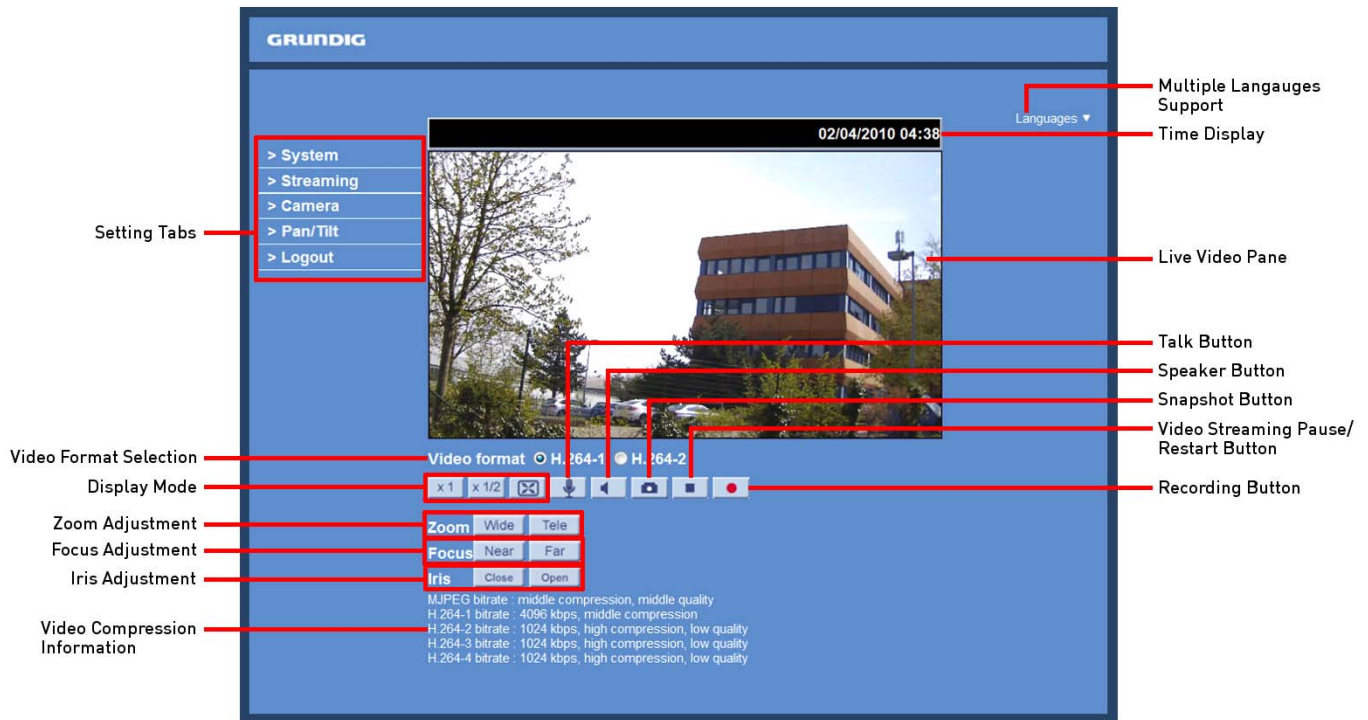 GRUNDIG
Multiple Langauges
Support
Languages ▼
02/04/2010 04:38
Time Display
> System
> Streaming
> Camera
> Pan/Tilt
> Logout
Setting Tabs
Live Video Pane
Talk Button
Speaker Button
Snapshot Button
Video Streaming Pause/
Restart Button
Video Format Selection
Video format H.264-1 H.264-2
Display Mode
x 1 x 1/2
Recording Button
Zoom Adjustment
Zoom Wide Tele
Focus Adjustment
Focus Near Far
Iris Adjustment
Iris Close Open
MJPEG bitrate : middle compression, middle quality
H.264-1 bitrate : 4096 kbps, middle compression
Video Compression
Information
H.264-2 bitrate : 1024 kbps, high compression, low quality
H.264-3 bitrate : 1024 kbps, high compression, low quality
H.264-4 bitrate : 1024 kbps, high compression, low quality